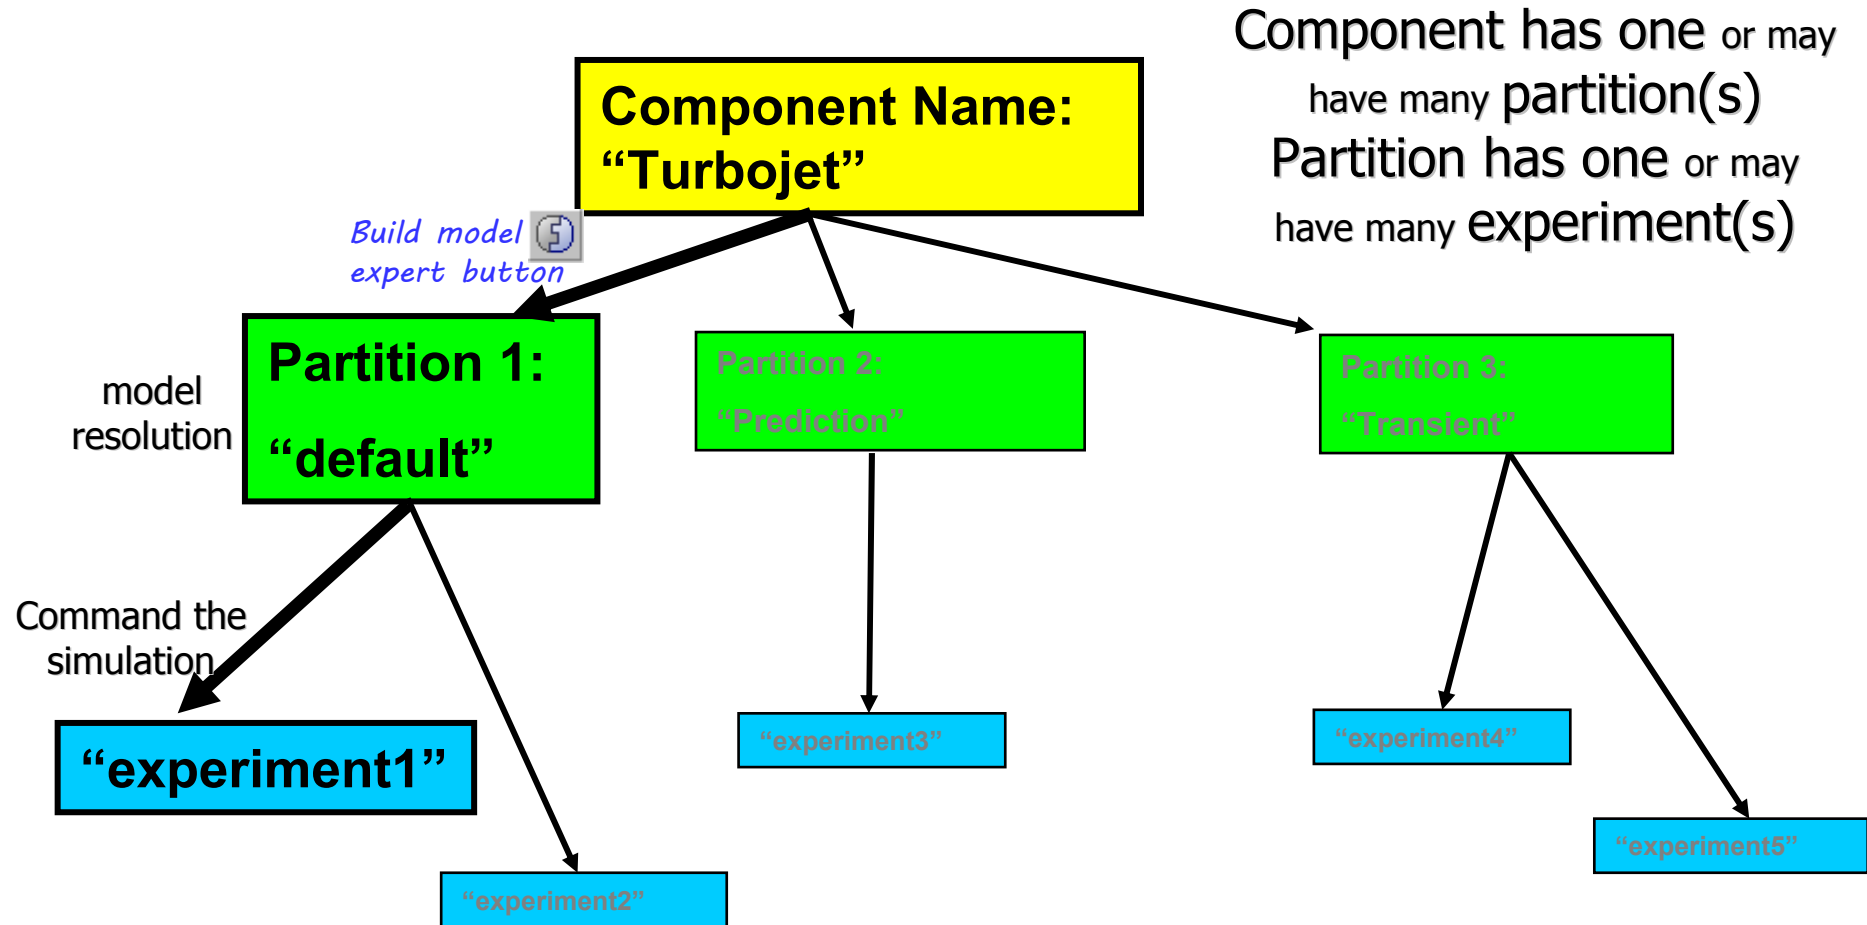 Component has one or may
have many partition(s)
Partition has one or may
have many experiment(s)
Component Name:
“Turbojet”
Build model
expert button
Partition 1:
“default”
Partition 2:
“Prediction”
Partition 3:
“Transient”
model
resolution
Command the
simulation
“experiment1”
“experiment2”
“experiment3”
“experiment4”
“experiment5”